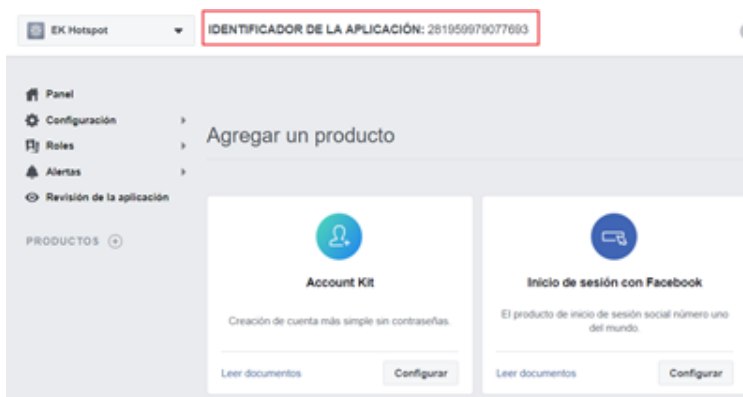 EK Hotspot
IDENTIFICADOR DE LA APLICACIÓN: 281959979077693
Panel
Configuración
Roles
Alertas
Revisión de la aplicación
PRODUCTOS
Agregar un producto
Account Kit
Creación de cuenta más simple sin contraseñas.
Leer documentos
Configurar
Inicio de sesión con Facebook
El producto de inicio de sesión social número uno
del mundo.
Leer documentos
Configurar